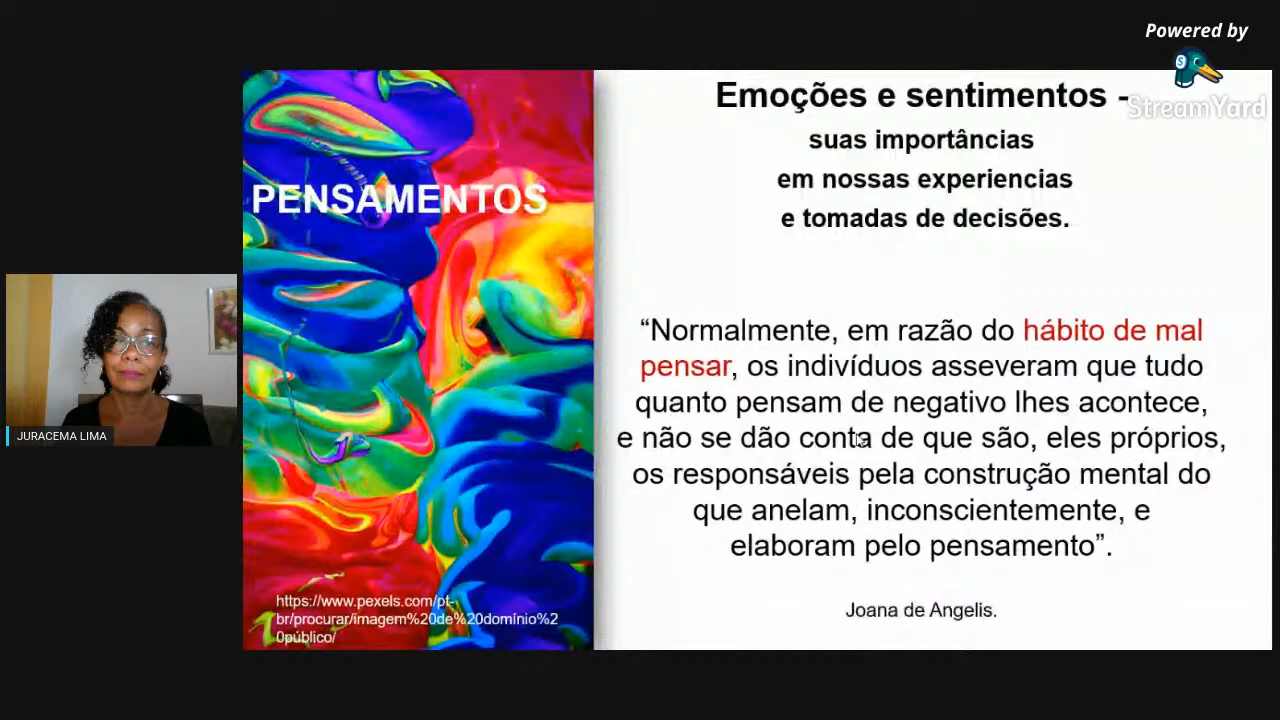 Powered by
StreamYard
PENSAMENTOS
https://www.pexels.com/pt-
br/procurar/imagem%20de%20domínio%2
0público/
JURACEMA LIMA
Emoções e sentimentos -
suas importâncias
em nossas experiencias
e tomadas de decisões.
“Normalmente, em razão do hábito de mal
pensar, os indivíduos asseveram que tudo
quanto pensam de negativo lhes acontece,
e não se dão conta de que são, eles próprios,
os responsáveis pela construção mental do
que anelam, inconscientemente, e
elaboram pelo pensamento”.
Joana de Angelis.